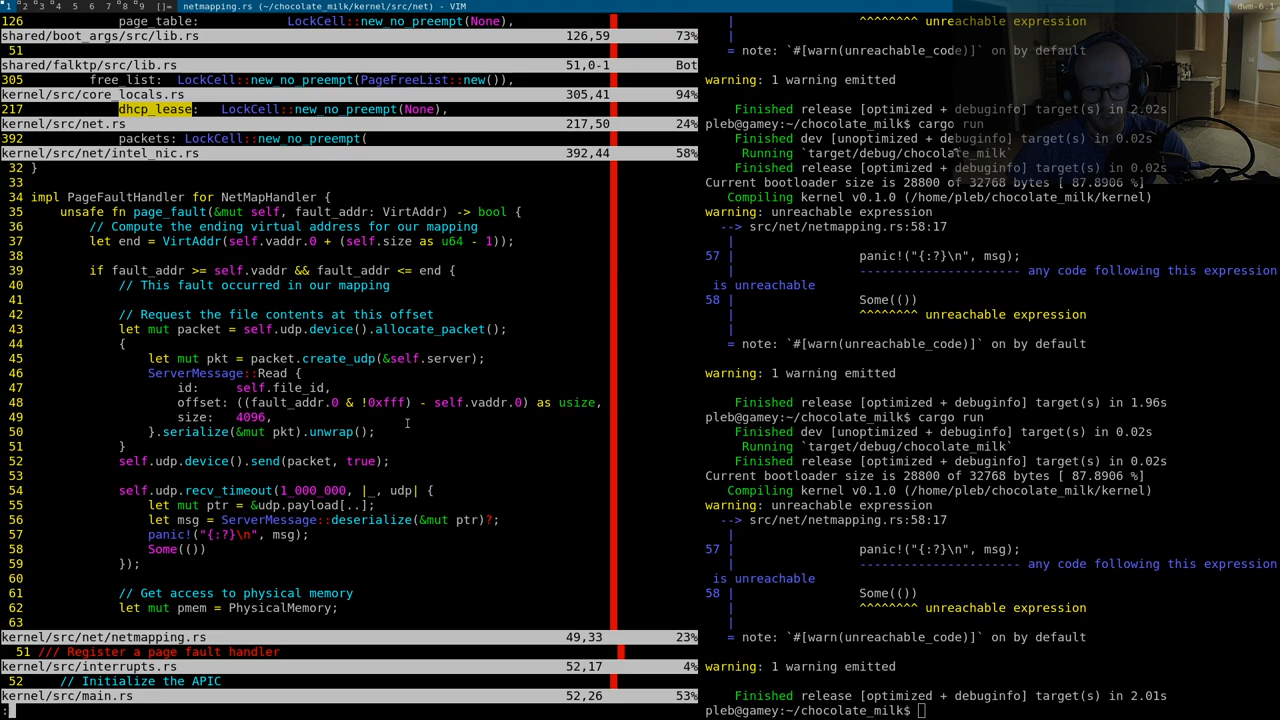 1 2 3 4 5 6 7 8 9 []= netmapping.rs (~/chocolate_milk/kernel/src/net) - VIM dwm-6.1
126 page_table: LockCell::new_no_preempt(None),
shared/boot_args/src/lib.rs 126,59 73%
51
shared/falktp/src/lib.rs 51,0-1 Bot
305 free_list: LockCell::new_no_preempt(PageFreeList::new()),
kernel/src/core_locals.rs 305,41 94%
217 dhcp_lease: LockCell::new_no_preempt(None),
kernel/src/net.rs 217,50 24%
392 packets: LockCell::new_no_preempt(
kernel/src/net/intel_nic.rs 392,44 58%
32 }
33
34 impl PageFaultHandler for NetMapHandler {
35 unsafe fn page_fault(&mut self, fault_addr: VirtAddr) -> bool {
36 // Compute the ending virtual address for our mapping
37 let end = VirtAddr(self.vaddr.0 + (self.size as u64 - 1));
38
39 if fault_addr >= self.vaddr && fault_addr <= end {
40 // This fault occurred in our mapping
41
42 // Request the file contents at this offset
43 let mut packet = self.udp.device().allocate_packet();
44 {
45 let mut pkt = packet.create_udp(&self.server);
46 ServerMessage::Read {
47 id: self.file_id,
48 offset: ((fault_addr.0 & !0xfff) - self.vaddr.0) as usize,
49 size: 4096,
50 }.serialize(&mut pkt).unwrap();
51 }
52 self.udp.device().send(packet, true);
53
54 self.udp.recv_timeout(1_000_000, |_, udp| {
55 let mut ptr = &udp.payload[..];
56 let msg = ServerMessage::deserialize(&mut ptr)?;
57 panic!("{:?}\n", msg);
58 Some(())
59 });
60
61 // Get access to physical memory
62 let mut pmem = PhysicalMemory;
63
kernel/src/net/netmapping.rs 49,33 23%
51 /// Register a page fault handler
kernel/src/interrupts.rs 52,17 4%
52 // Initialize the APIC
kernel/src/main.rs 52,26 53%
:
| ^^^^^^^^ unreachable expression
|
= note: `#[warn(unreachable_code)]` on by default
warning: 1 warning emitted
Finished release [optimized + debuginfo] target(s) in 2.02s
pleb@gamey:~/chocolate_milk$ cargo run
Finished dev [unoptimized + debuginfo] target(s) in 0.02s
Running `target/debug/chocolate_milk`
Finished release [optimized + debuginfo] target(s) in 0.02s
Current bootloader size is 28800 of 32768 bytes [ 87.8906 %]
Compiling kernel v0.1.0 (/home/pleb/chocolate_milk/kernel)
warning: unreachable expression
--> src/net/netmapping.rs:58:17
|
57 | panic!("{:?}\n", msg);
| --------------------- any code following this expression
is unreachable
58 | Some(())
| ^^^^^^^^ unreachable expression
|
= note: `#[warn(unreachable_code)]` on by default
warning: 1 warning emitted
Finished release [optimized + debuginfo] target(s) in 1.96s
pleb@gamey:~/chocolate_milk$ cargo run
Finished dev [unoptimized + debuginfo] target(s) in 0.02s
Running `target/debug/chocolate_milk`
Finished release [optimized + debuginfo] target(s) in 0.02s
Current bootloader size is 28800 of 32768 bytes [ 87.8906 %]
Compiling kernel v0.1.0 (/home/pleb/chocolate_milk/kernel)
warning: unreachable expression
--> src/net/netmapping.rs:58:17
|
57 | panic!("{:?}\n", msg);
| --------------------- any code following this expression
is unreachable
58 | Some(())
| ^^^^^^^^ unreachable expression
|
= note: `#[warn(unreachable_code)]` on by default
warning: 1 warning emitted
Finished release [optimized + debuginfo] target(s) in 2.01s
pleb@gamey:~/chocolate_milk$